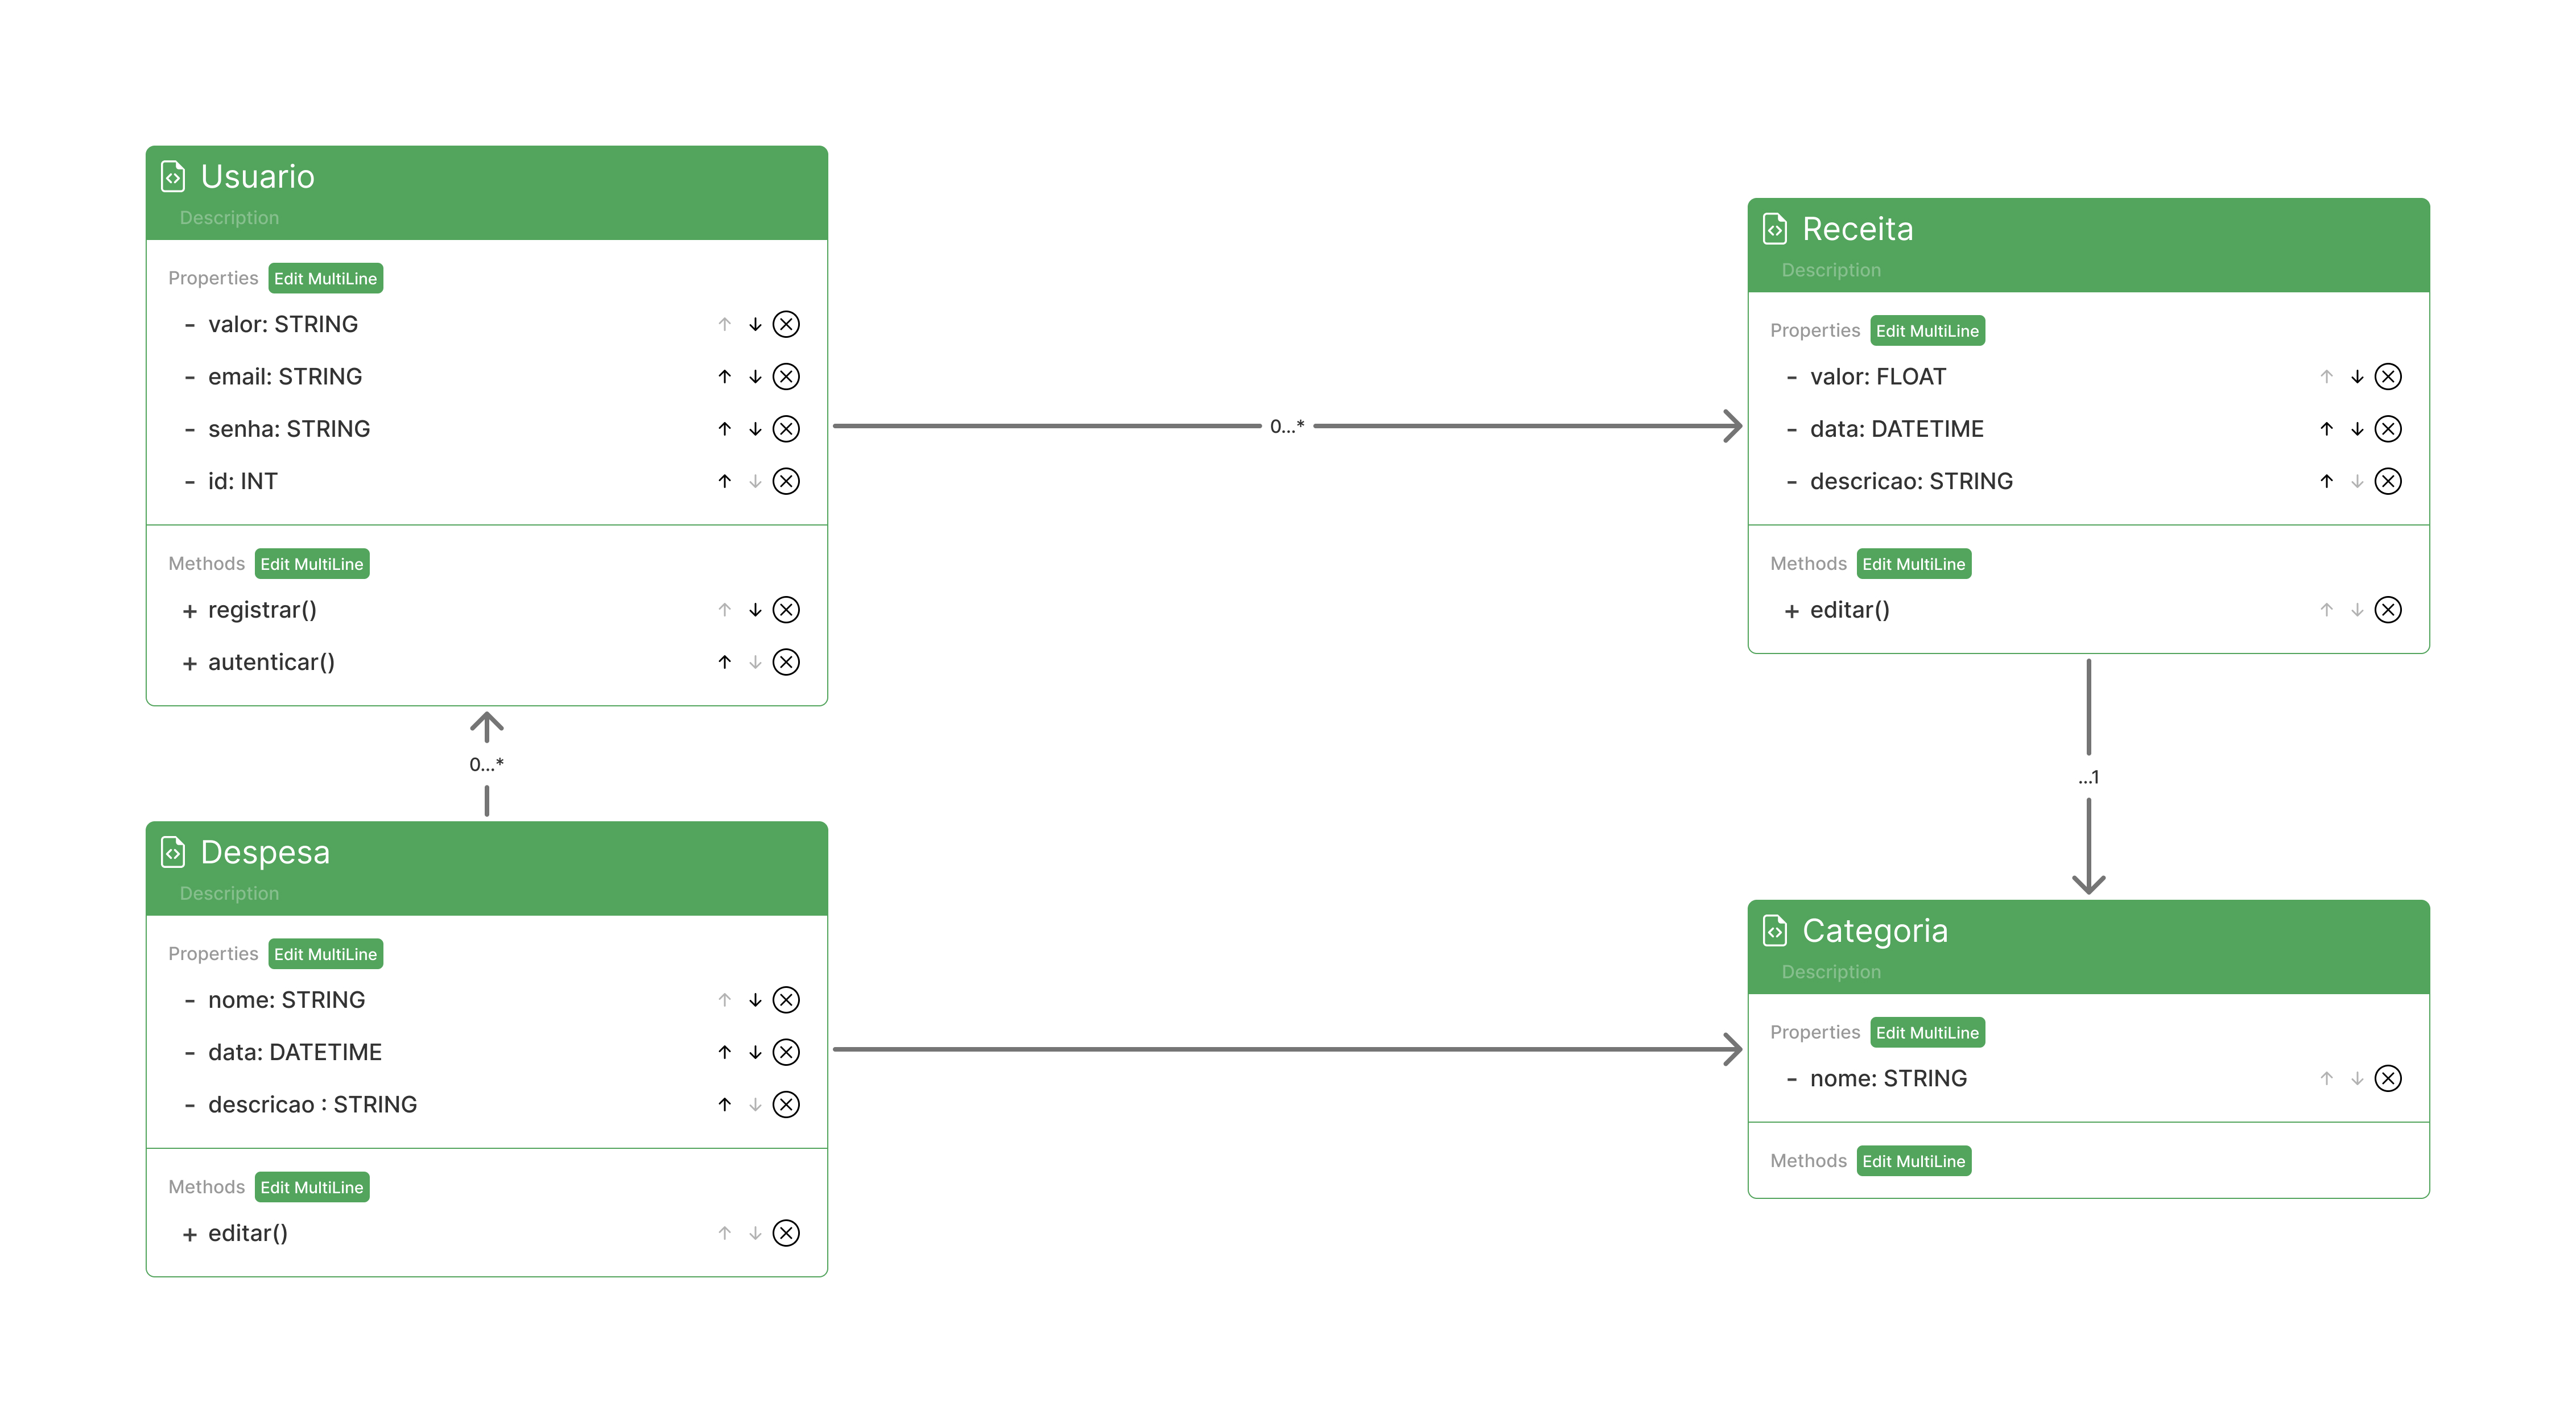 Usuario
Description
Properties Edit MultiLine
- valor: STRING
- email: STRING
- senha: STRING
- id: INT
Methods Edit MultiLine
+ registrar()
+ autenticar()
0...*
Receita
Description
Properties Edit MultiLine
- valor: FLOAT
- data: DATETIME
- descricao: STRING
Methods Edit MultiLine
+ editar()
0...*
...1
Despesa
Description
Properties Edit MultiLine
- nome: STRING
- data: DATETIME
- descricao : STRING
Methods Edit MultiLine
+ editar()
Categoria
Description
Properties Edit MultiLine
- nome: STRING
Methods Edit MultiLine